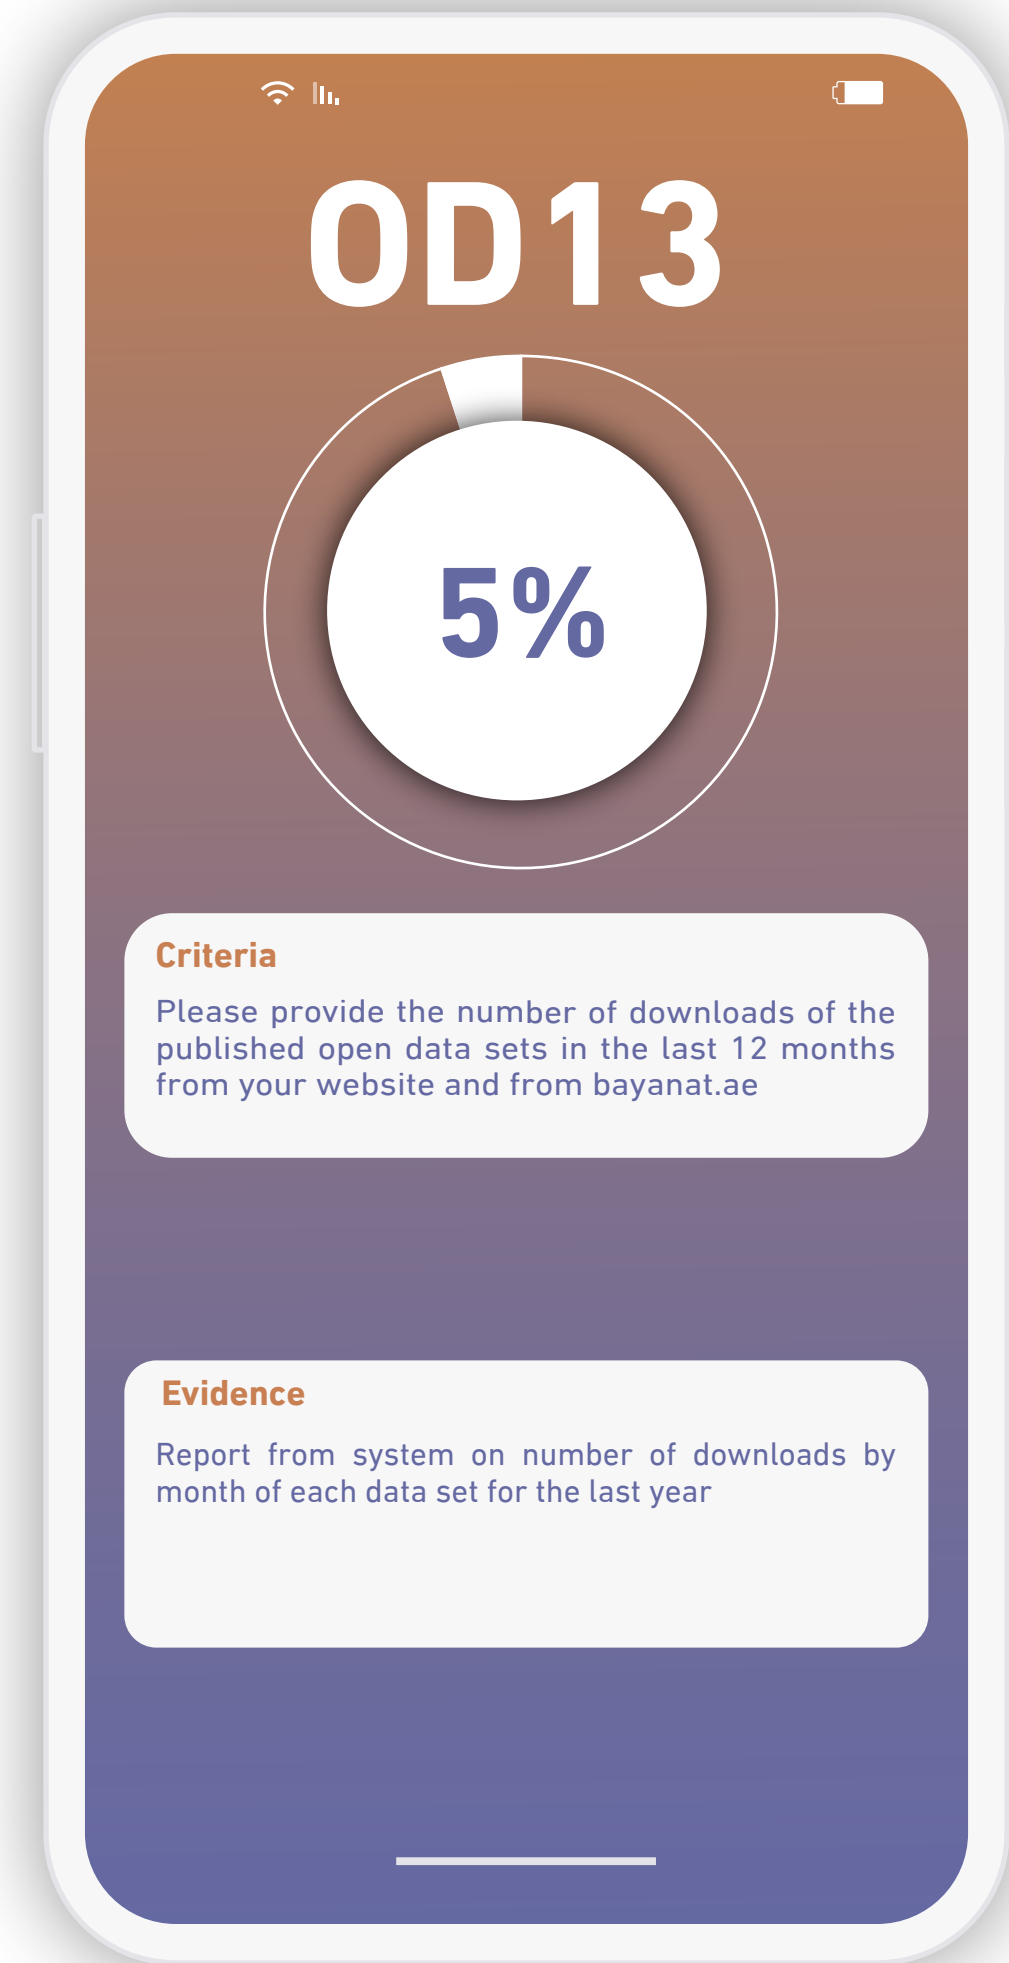 OD13
5%
Criteria
Please provide the number of downloads of the
published open data sets in the last 12 months
from your website and from bayanat.ae
Evidence
Report from system on number of downloads by
month of each data set for the last year